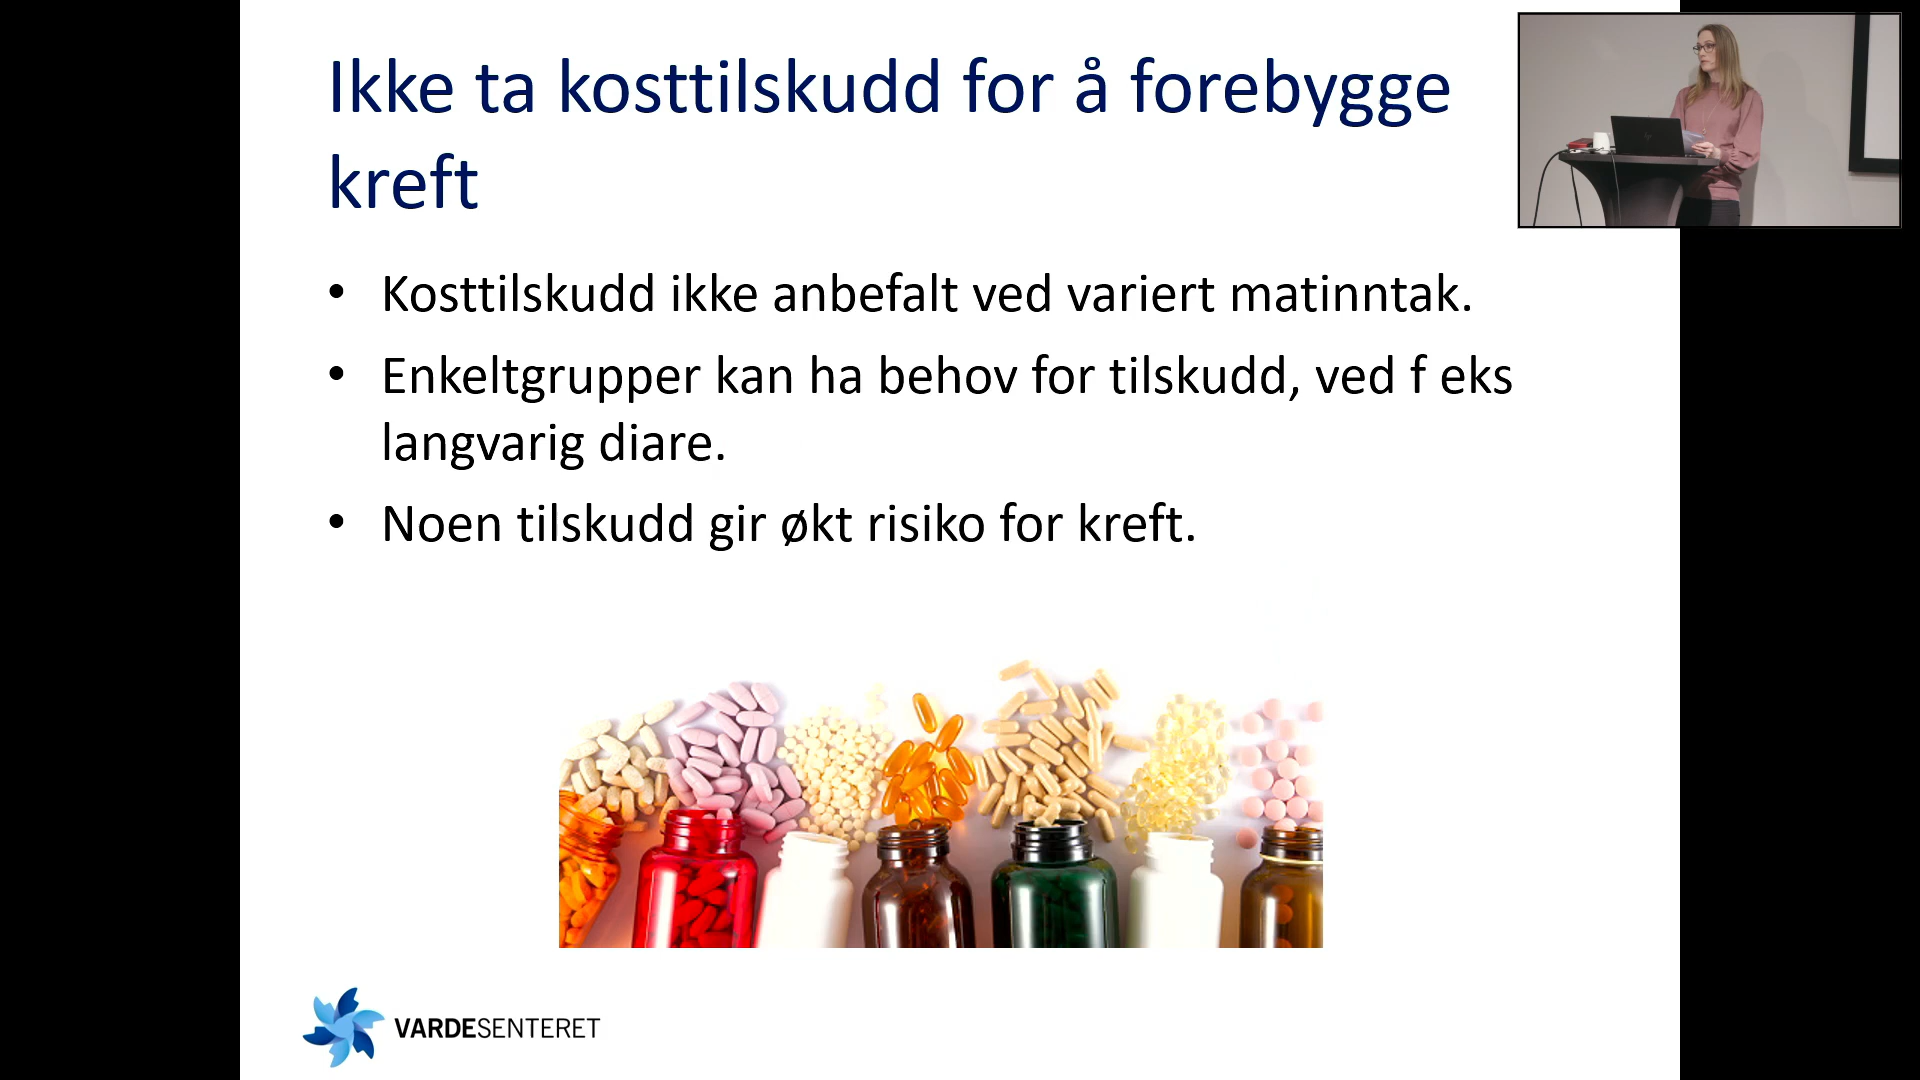 Ikke ta kosttilskudd for å forebygge
kreft
• Kosttilskudd ikke anbefalt ved variert matinntak.
• Enkeltgrupper kan ha behov for tilskudd, ved f eks
langvarig diare.
• Noen tilskudd gir økt risiko for kreft.
VARDESENTERET